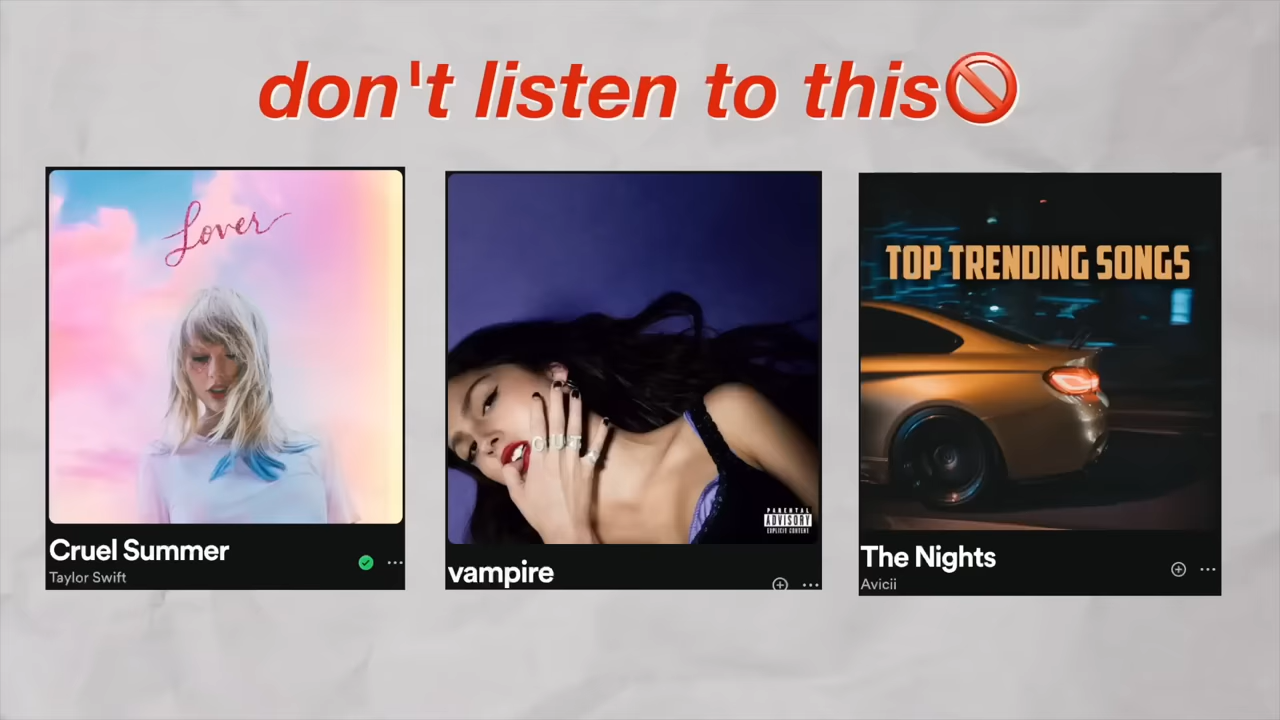 don't listen to this🚫
Lover
Cruel Summer
Taylor Swift
PARENTAL
ADVISORY
EXPLICIT CONTENT
vampire
TOP TRENDING SONGS
The Nights
Avicii